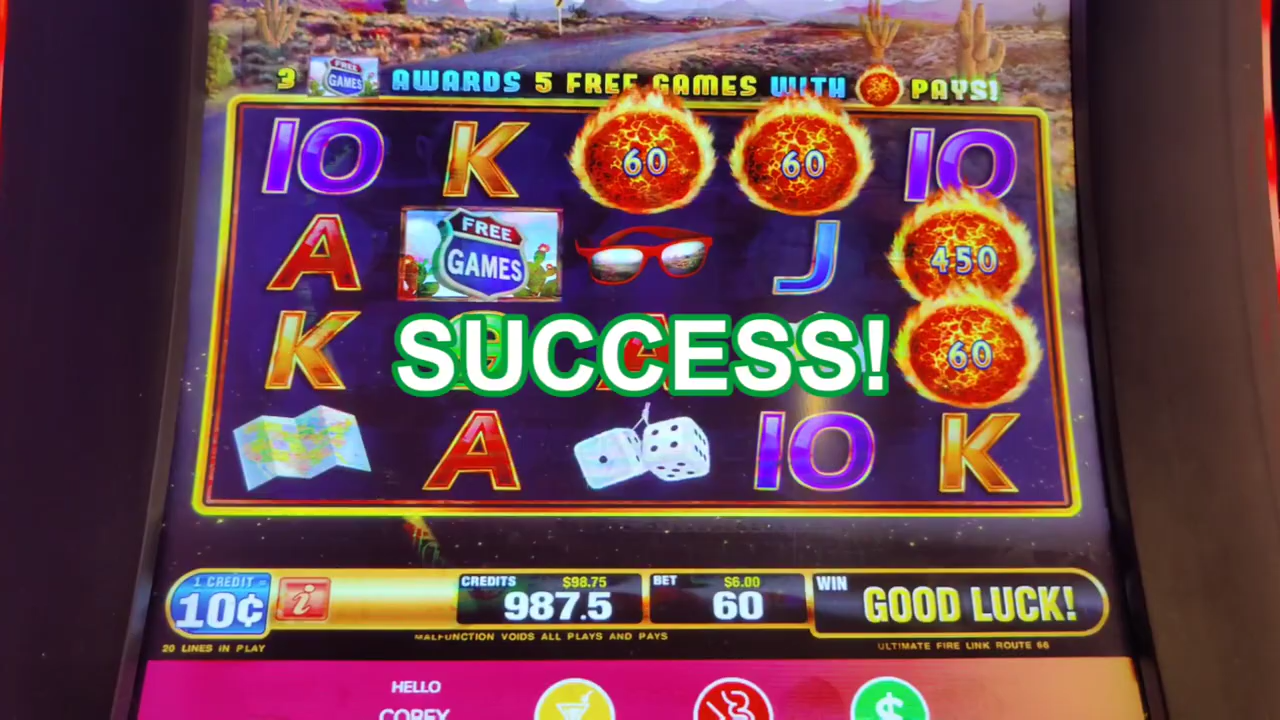 3 FREE GAMES AWARDS 5 FREE GAMES WITH PAYS!
10 K 60 60 10
A FREE GAMES J 450
K 9 A 60
SUCCESS!
A 10 K
1 CREDIT = 10¢
i
CREDITS $98.75
987.5
BET $6.00
60
WIN GOOD LUCK!
MALFUNCTION VOIDS ALL PLAYS AND PAYS
20 LINES IN PLAY
ULTIMATE FIRE LINK ROUTE 66
HELLO
COREY
$